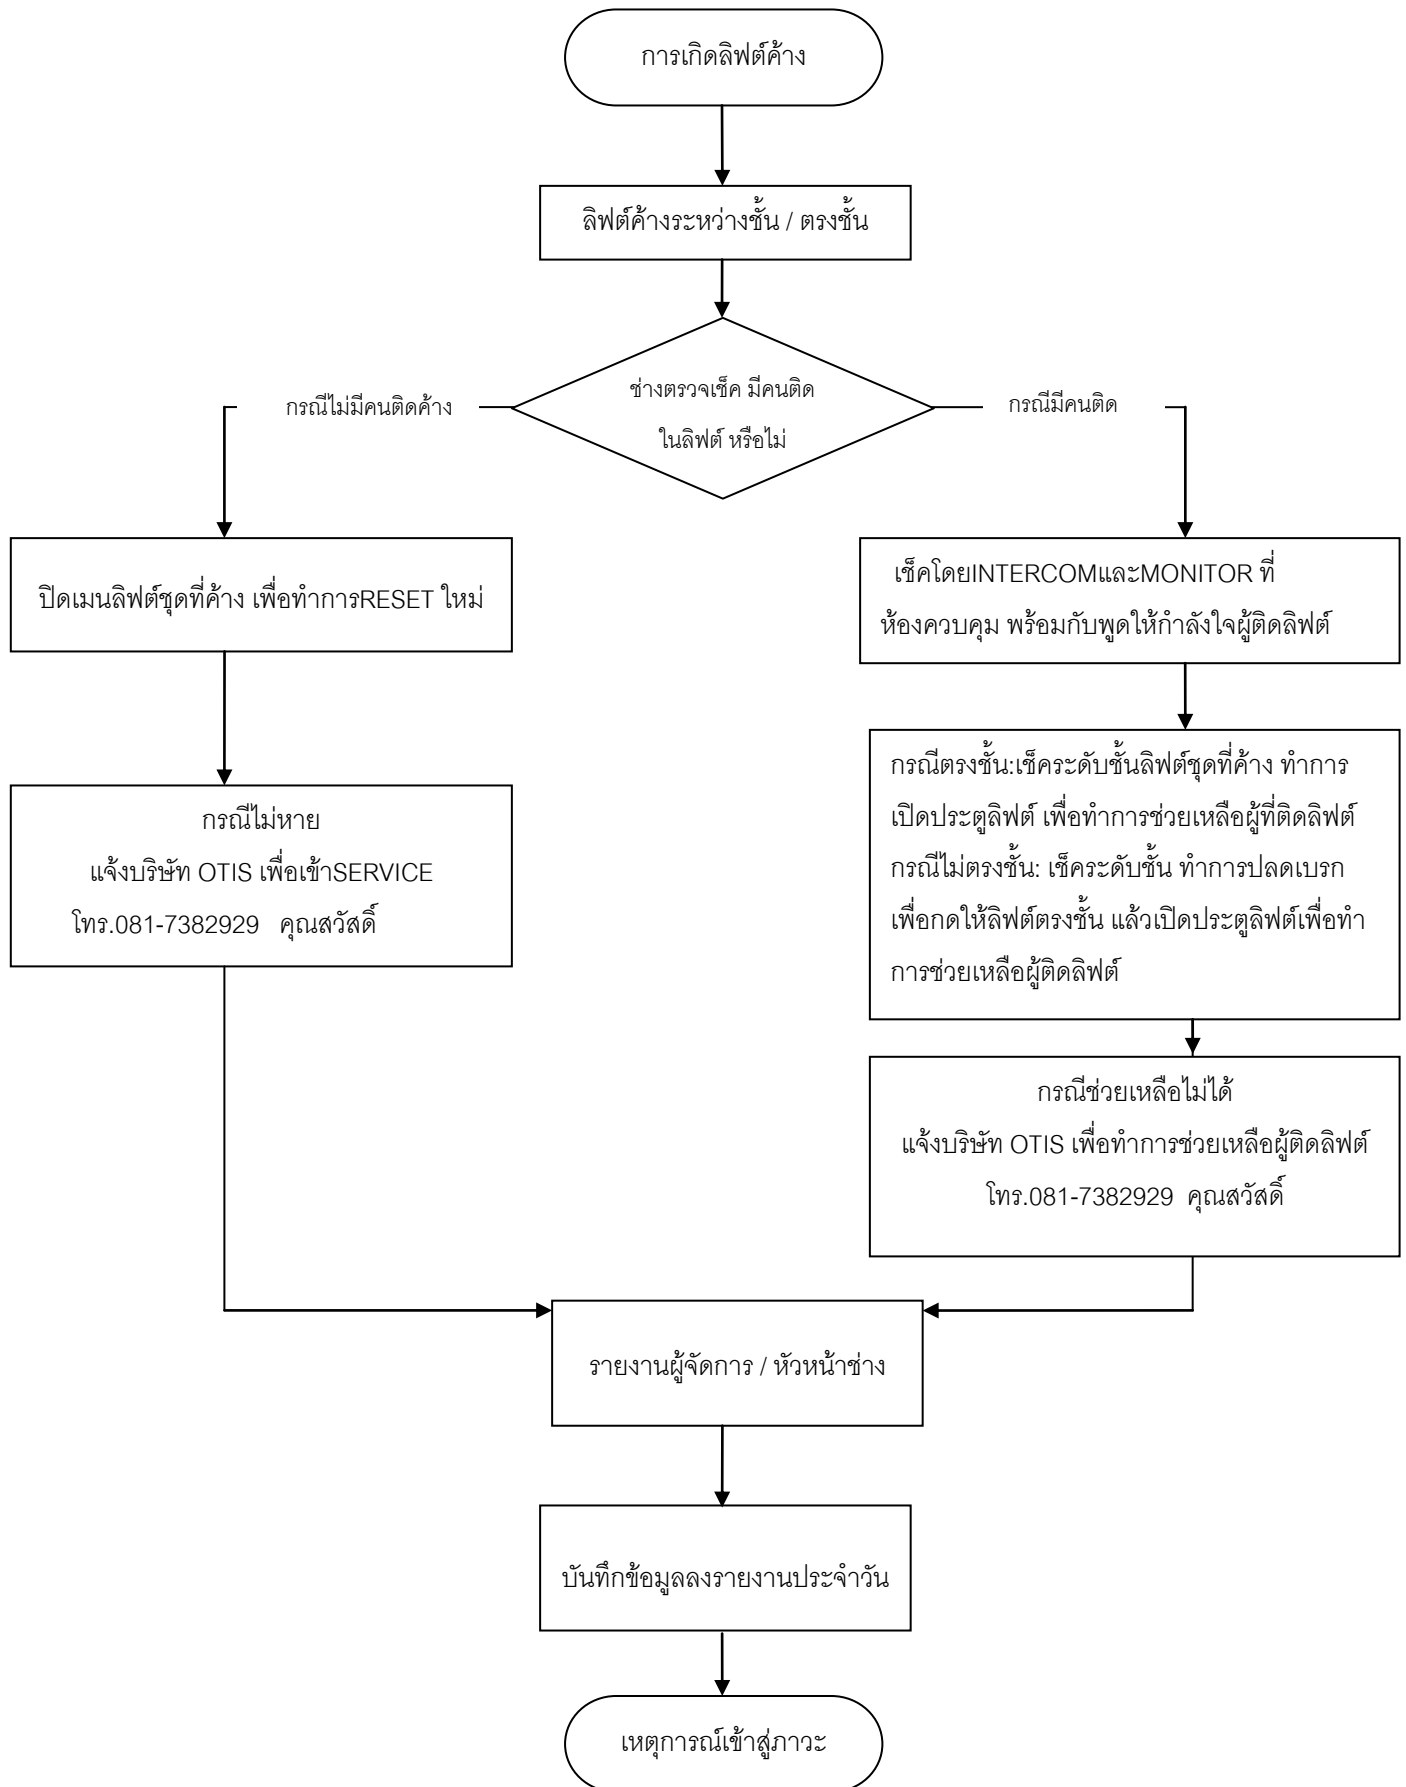 การเกิดลิฟต์ค้าง
ลิฟต์ค้างระหว่างชั้น / ตรงชั้น
ช่างตรวจเช็ค มีคนติด
ในลิฟต์ หรือไม่
กรณีไม่มีคนติดค้าง
กรณีมีคนติด
ปิดเมนลิฟต์ชุดที่ค้าง เพื่อทำการRESET ใหม่
กรณีไม่หาย
แจ้งบริษัท OTIS เพื่อเข้าSERVICE
โทร.081-7382929 คุณสวัสดิ์
เช็คโดยINTERCOMและMONITOR ที่
ห้องควบคุม พร้อมกับพูดให้กำลังใจผู้ติดลิฟต์
กรณีตรงชั้น:เช็คระดับชั้นลิฟต์ชุดที่ค้าง ทำการ
เปิดประตูลิฟต์ เพื่อทำการช่วยเหลือผู้ที่ติดลิฟต์
กรณีไม่ตรงชั้น: เช็คระดับชั้น ทำการปลดเบรก
เพื่อกดให้ลิฟต์ตรงชั้น แล้วเปิดประตูลิฟต์เพื่อทำ
การช่วยเหลือผู้ติดลิฟต์
กรณีช่วยเหลือไม่ได้
แจ้งบริษัท OTIS เพื่อทำการช่วยเหลือผู้ติดลิฟต์
โทร.081-7382929 คุณสวัสดิ์
รายงานผู้จัดการ / หัวหน้าช่าง
บันทึกข้อมูลลงรายงานประจำวัน
เหตุการณ์เข้าสู่ภาวะ